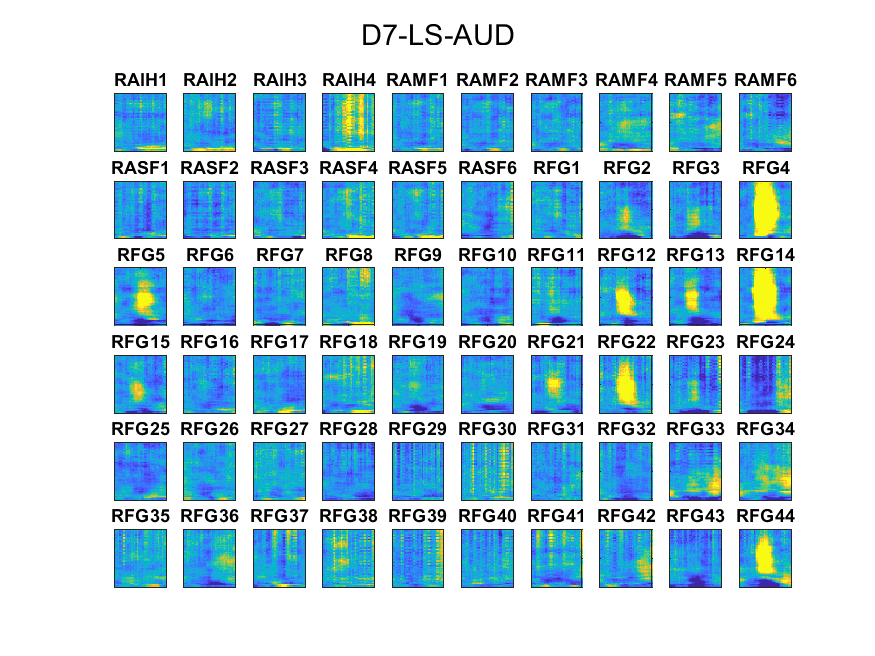 D7-LS-AUD
RAIH1 RAIH2 RAIH3 RAIH4 RAMF1 RAMF2 RAMF3 RAMF4 RAMF5 RAMF6
RASF1 RASF2 RASF3 RASF4 RASF5 RASF6 RFG1 RFG2 RFG3 RFG4
RFG5 RFG6 RFG7 RFG8 RFG9 RFG10 RFG11 RFG12 RFG13 RFG14
RFG15 RFG16 RFG17 RFG18 RFG19 RFG20 RFG21 RFG22 RFG23 RFG24
RFG25 RFG26 RFG27 RFG28 RFG29 RFG30 RFG31 RFG32 RFG33 RFG34
RFG35 RFG36 RFG37 RFG38 RFG39 RFG40 RFG41 RFG42 RFG43 RFG44